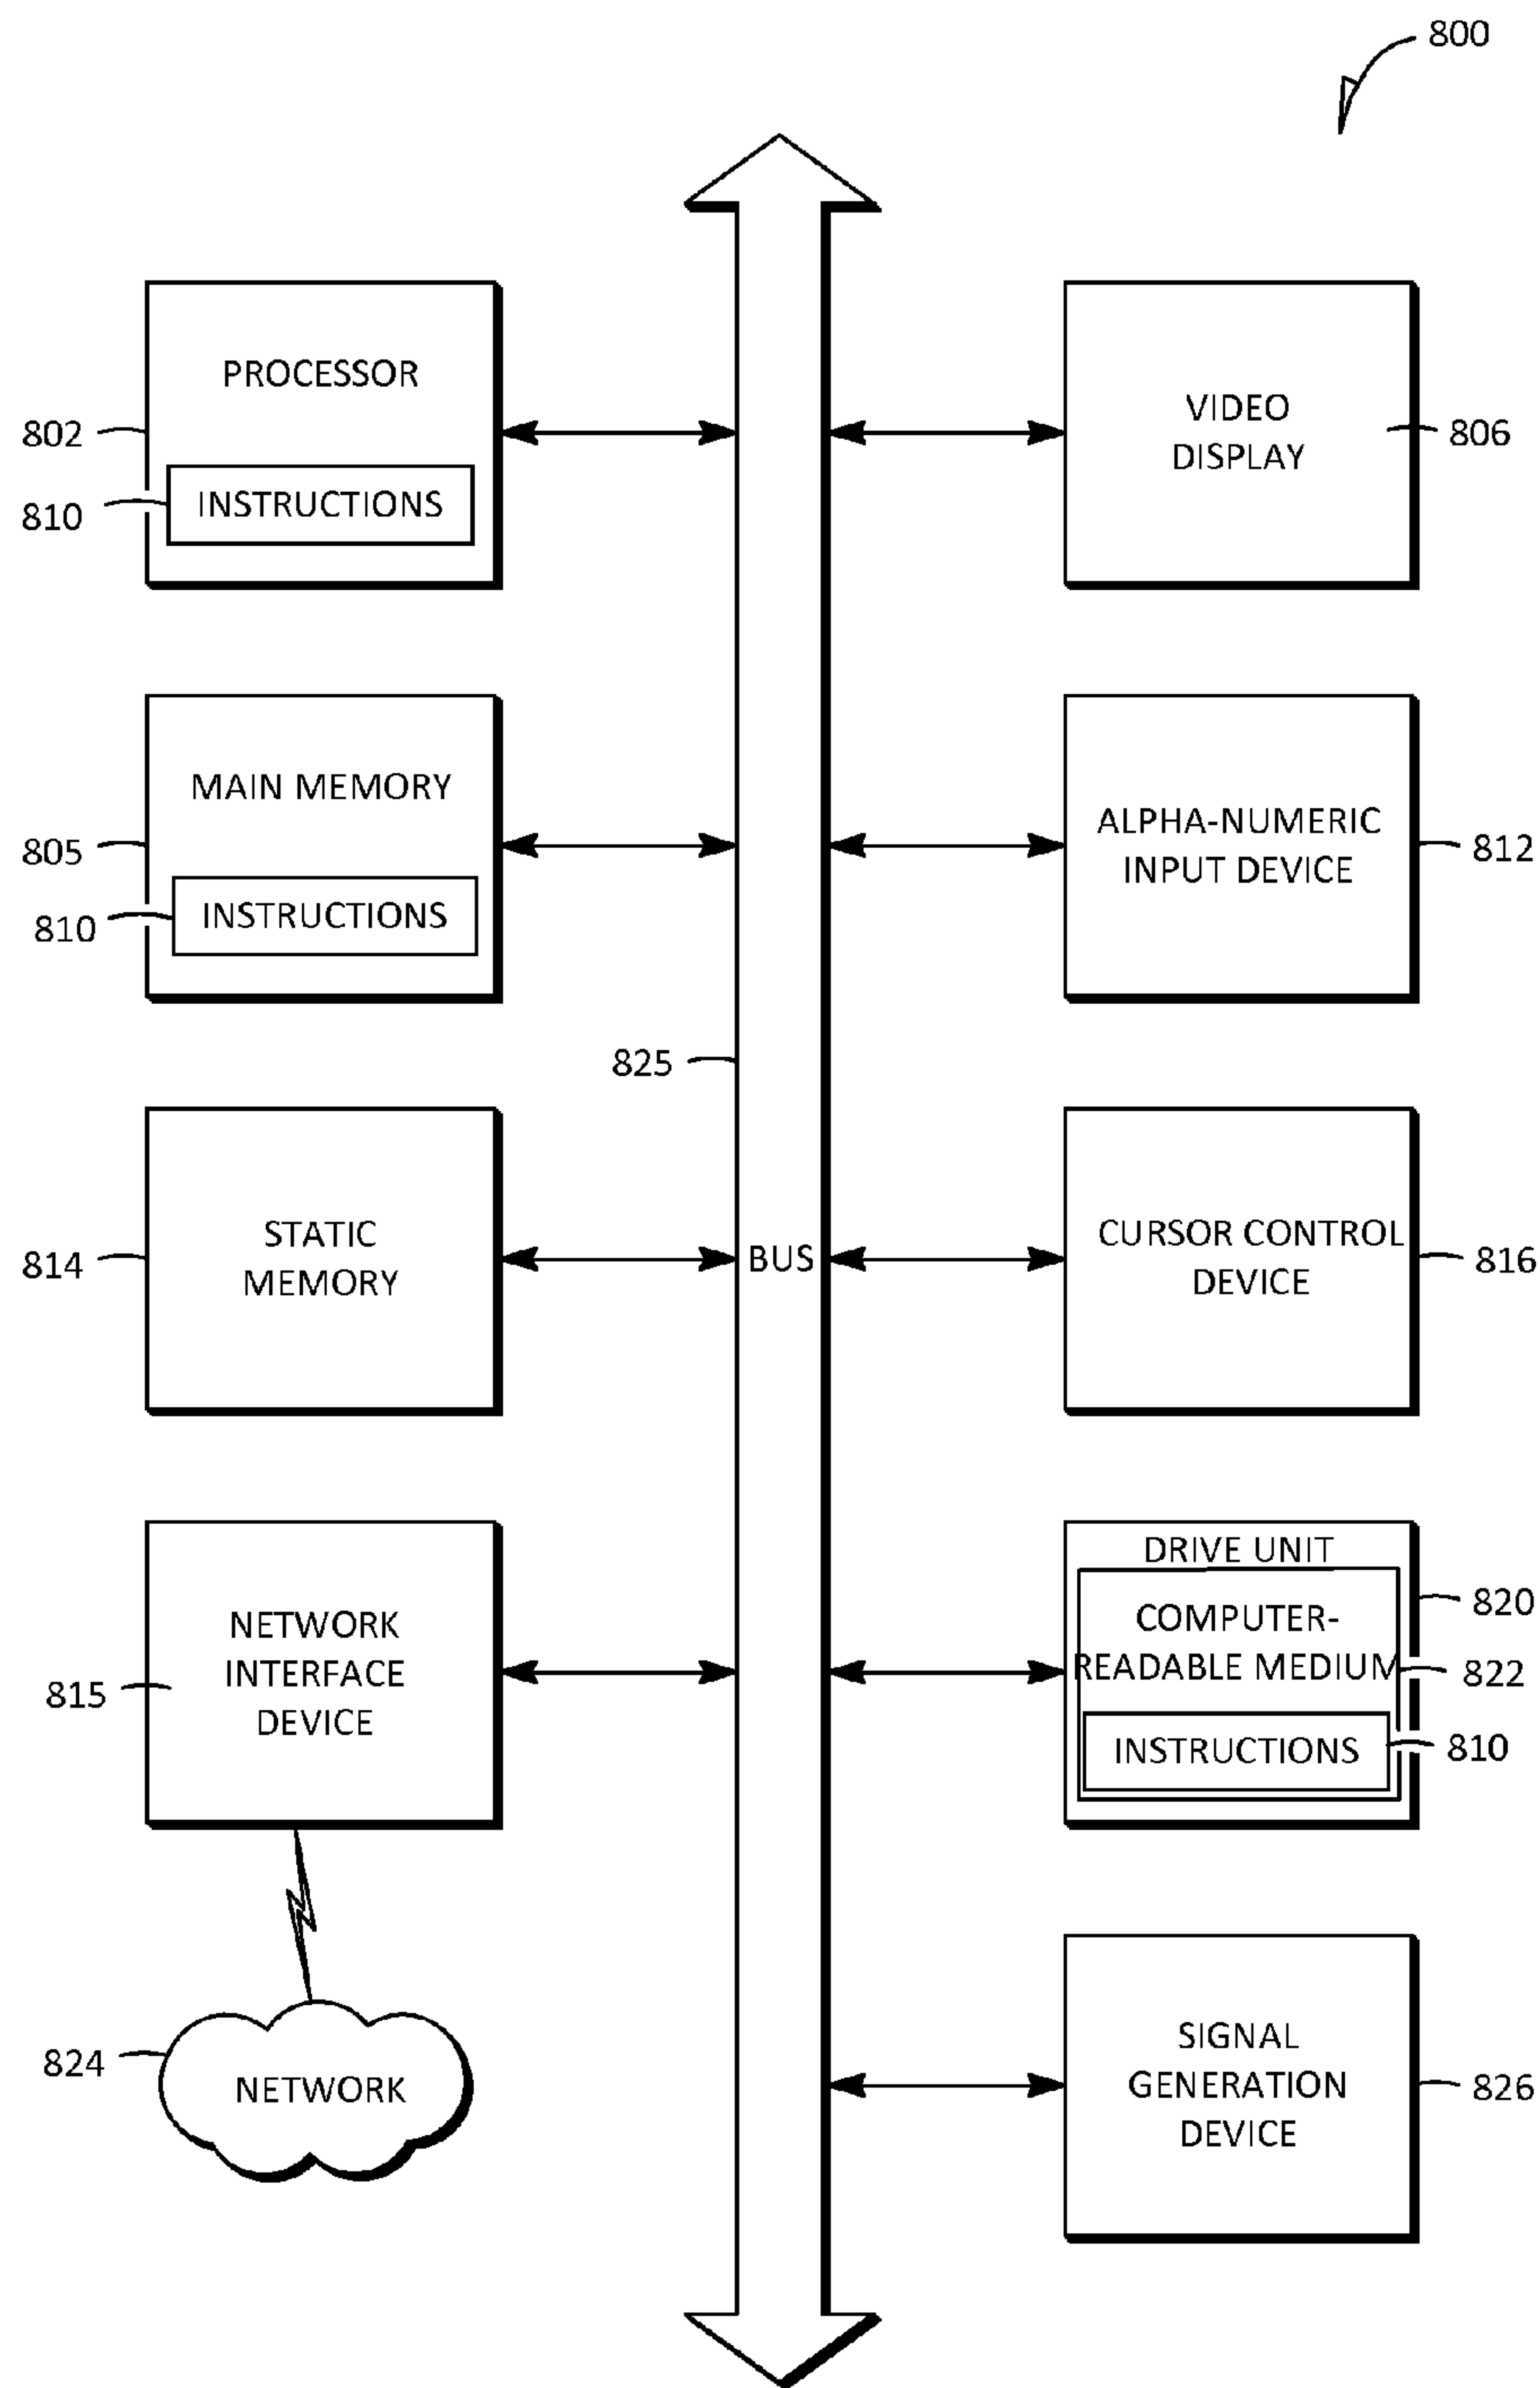 800
PROCESSOR
802
INSTRUCTIONS
810
VIDEO
DISPLAY
806
MAIN MEMORY
805
INSTRUCTIONS
810
ALPHA-NUMERIC
INPUT DEVICE
812
825
STATIC
MEMORY
814
BUS
CURSOR CONTROL
DEVICE
816
NETWORK
INTERFACE
DEVICE
815
DRIVE UNIT
820
COMPUTER-
READABLE MEDIUM
822
INSTRUCTIONS
810
824
NETWORK
SIGNAL
GENERATION
DEVICE
826